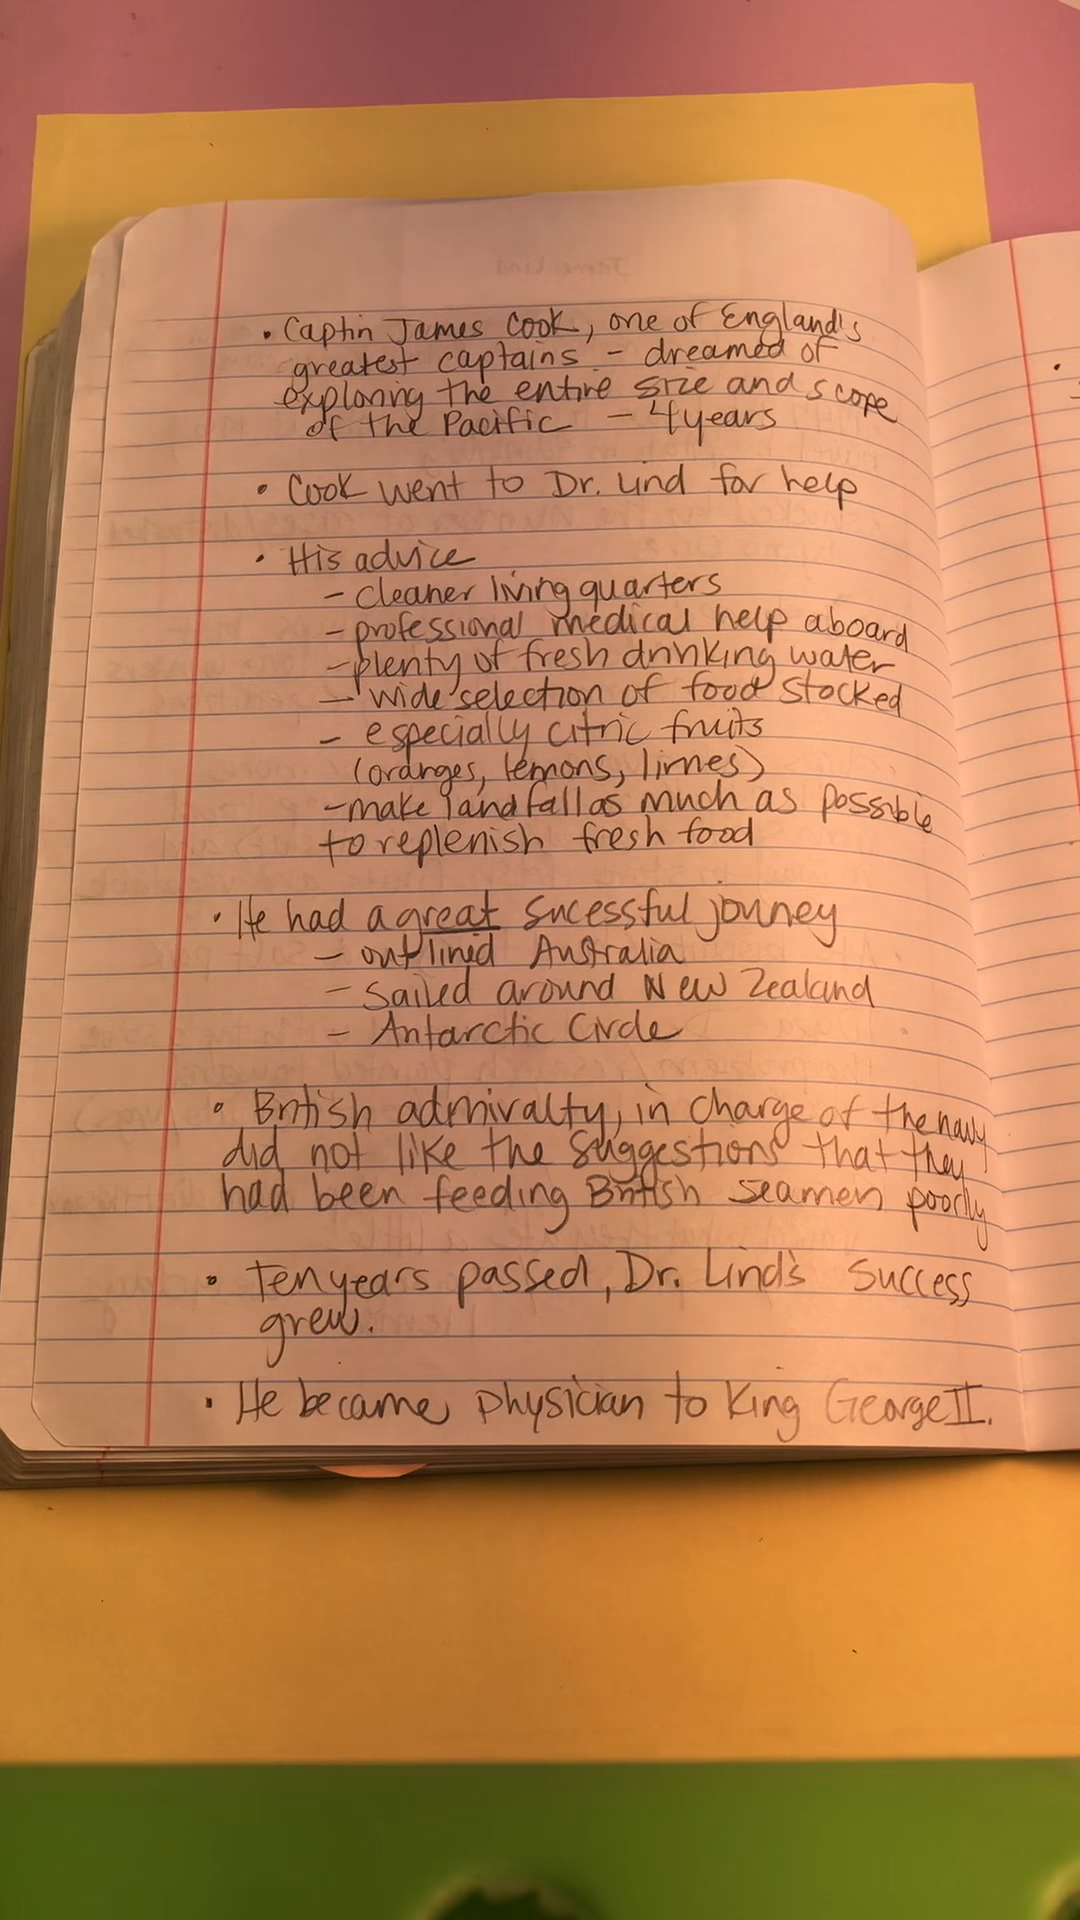 • Captin James Cook, one of England's
greatest captains - dreamed of
exploring the entire size and scope
of the Pacific - 4 years
• Cook went to Dr. Lind for help
• His advice
- cleaner living quarters
- professional medical help aboard
- plenty of fresh drinking water
- wide selection of food stocked
- especially citric fruits
(oranges, lemons, limes)
- make landfall as much as possible
to replenish fresh food
• He had a great sucessful jouney
- outlined Australia
- sailed around New Zealand
- Antarctic Circle
• British admiralty, in charge of the navy
did not like the suggestions that they
had been feeding British seamen poorly
• Ten years passed, Dr. Lind's success
grew.
• He became physician to King George II.